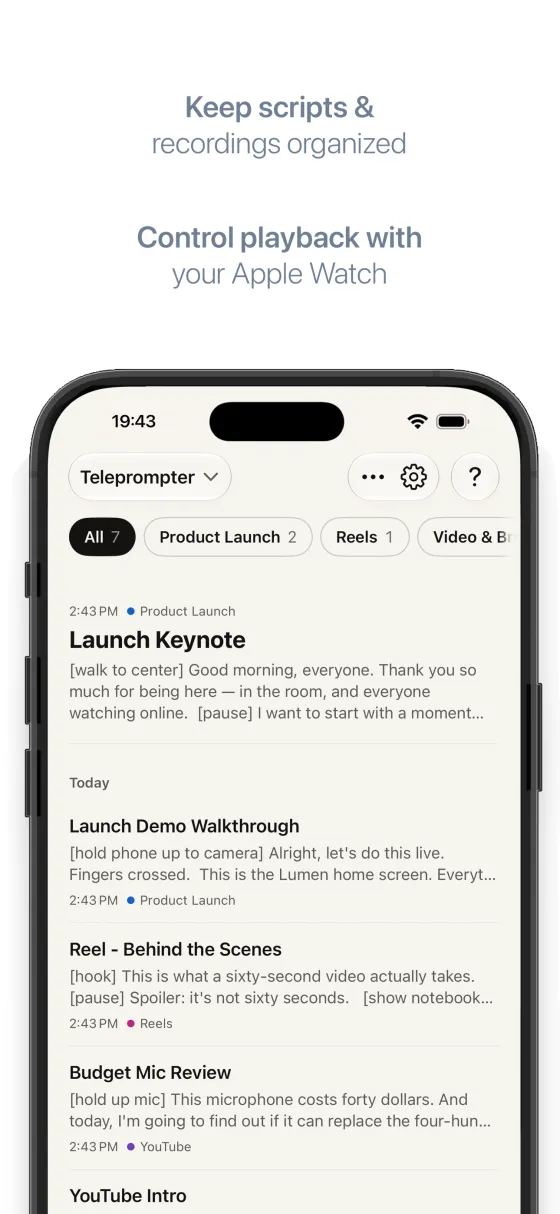 Keep scripts &
recordings organized
Control playback with
your Apple Watch
19:43
Teleprompter
?
All 7
Product Launch 2
Reels 1
Video & Br
2:43 PM Product Launch
Launch Keynote
[walk to center] Good morning, everyone. Thank you so
much for being here — in the room, and everyone
watching online.  [pause] I want to start with a moment...
Today
Launch Demo Walkthrough
[hold phone up to camera] Alright, let's do this live.
Fingers crossed.  This is the Lumen home screen. Everyt...
2:43 PM Product Launch
Reel - Behind the Scenes
[hook] This is what a sixty-second video actually takes.
[pause] Spoiler: it's not sixty seconds.   [show notebook...
2:43 PM Reels
Budget Mic Review
[hold up mic] This microphone costs forty dollars. And
today, I'm going to find out if it can replace the four-hun...
2:43 PM YouTube
YouTube Intro